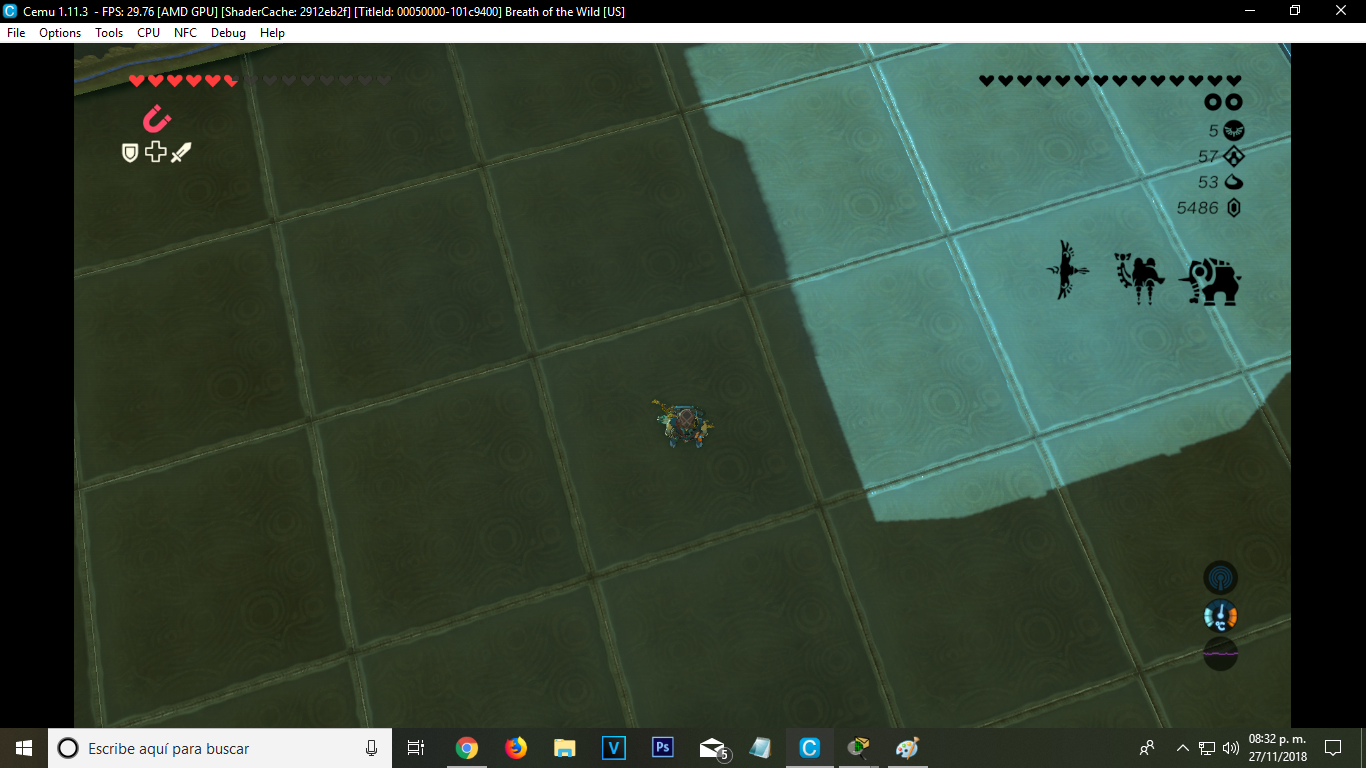 Cemu 1.11.3 - FPS: 29.76 [AMD GPU] [ShaderCache: 2912eb2f] [TitleId: 00050000-101c9400] Breath of the Wild [US]
File Options Tools CPU NFC Debug Help
5
57
53
5486
°C
Escribe aquí para buscar
V
Ps
5
C
08:32 p. m.
27/11/2018